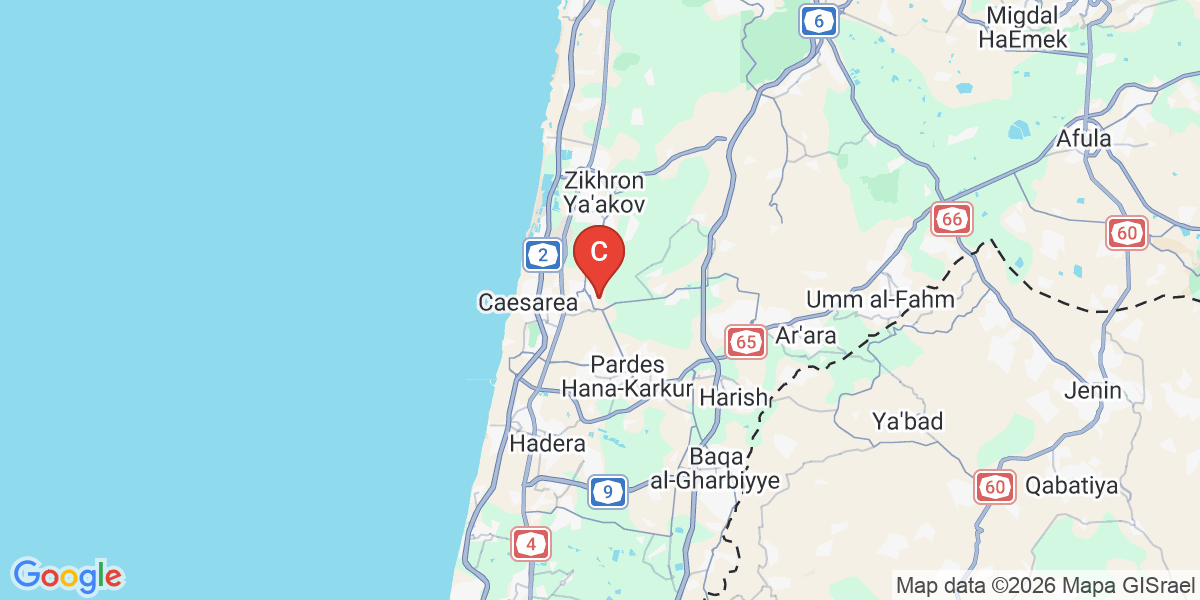 6
Migdal
HaEmek
Afula
Zikhron
Ya'akov
66
60
2
C
Caesarea
Umm al-Fahm
65
Ar'ara
Pardes
Hana-Karkur
Harish
Jenin
Ya'bad
Hadera
Baqa
al-Gharbiyye
9
60
Qabatiya
4
Google
Map data ©2026 Mapa GISrael